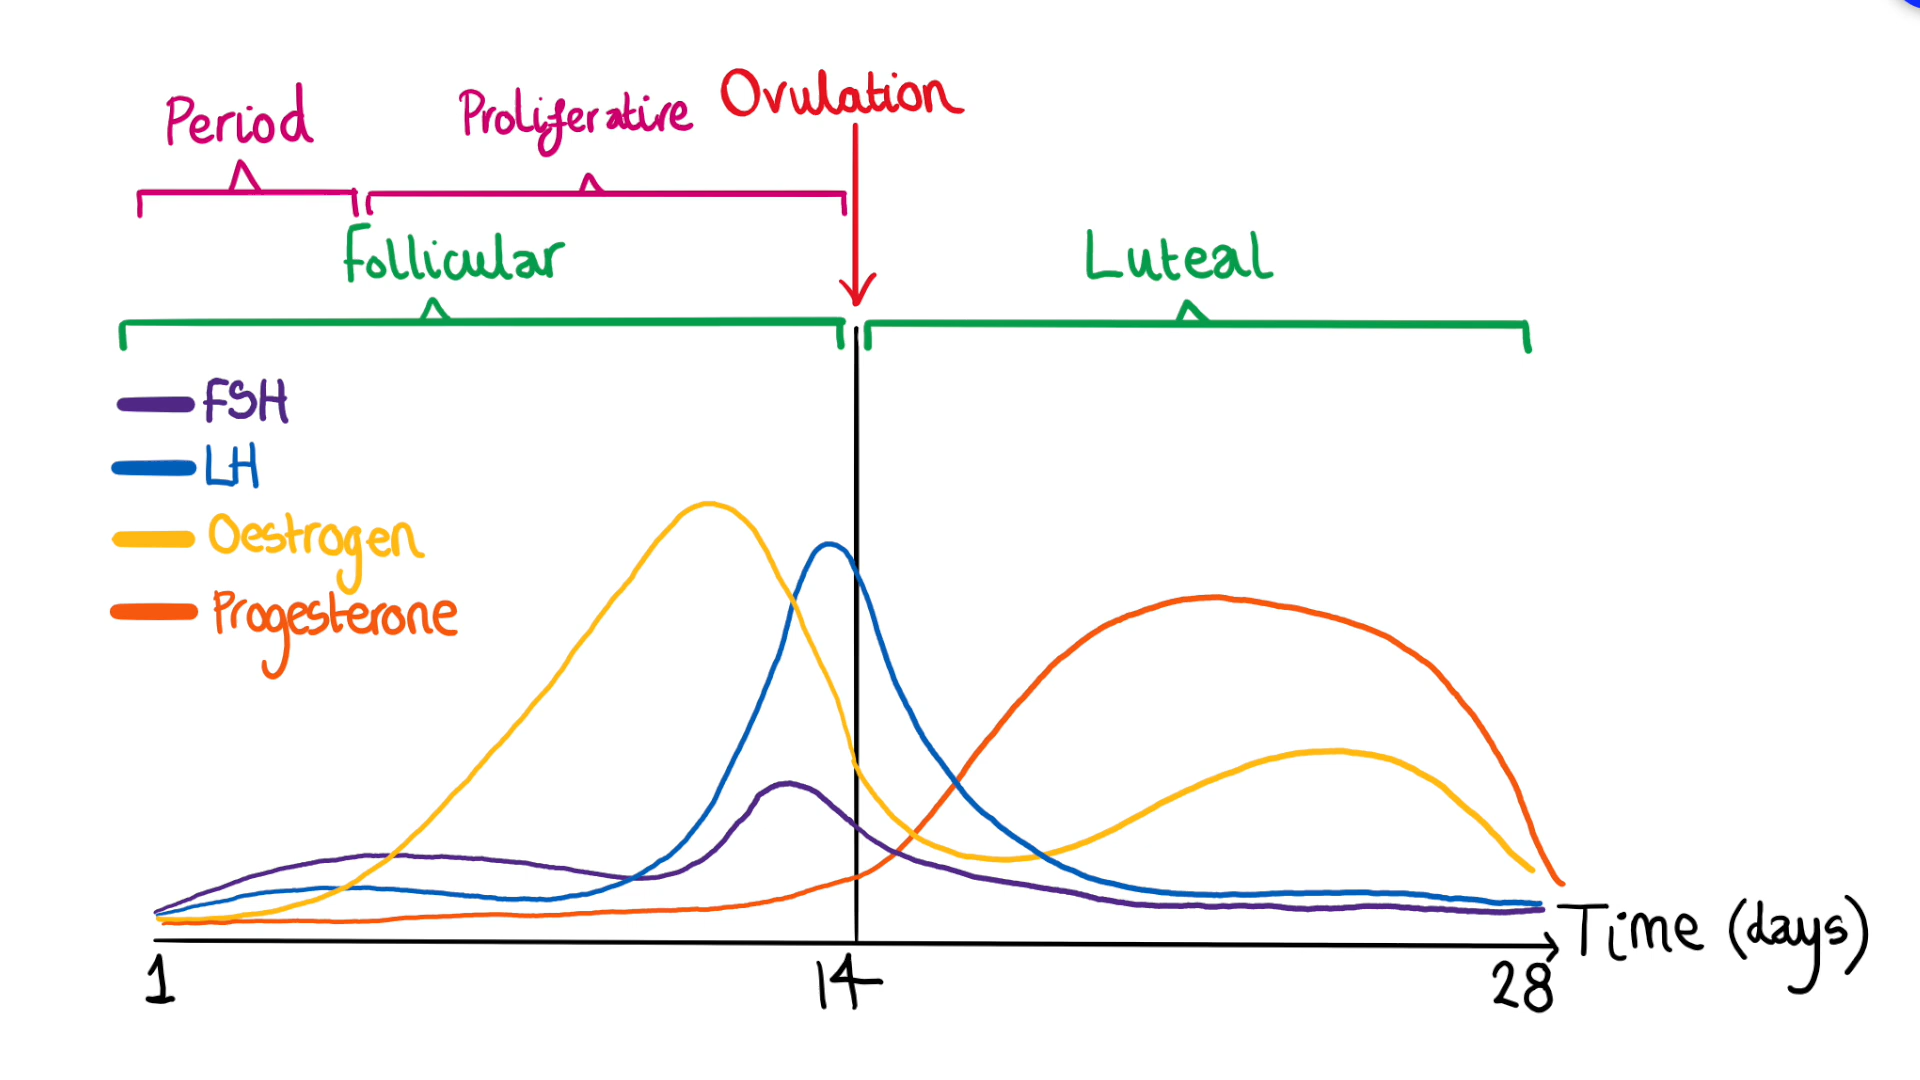 Period
Proliferative
Ovulation
Follicular
Luteal
FSH
LH
Oestrogen
Progesterone
Time (days)
1
14
28